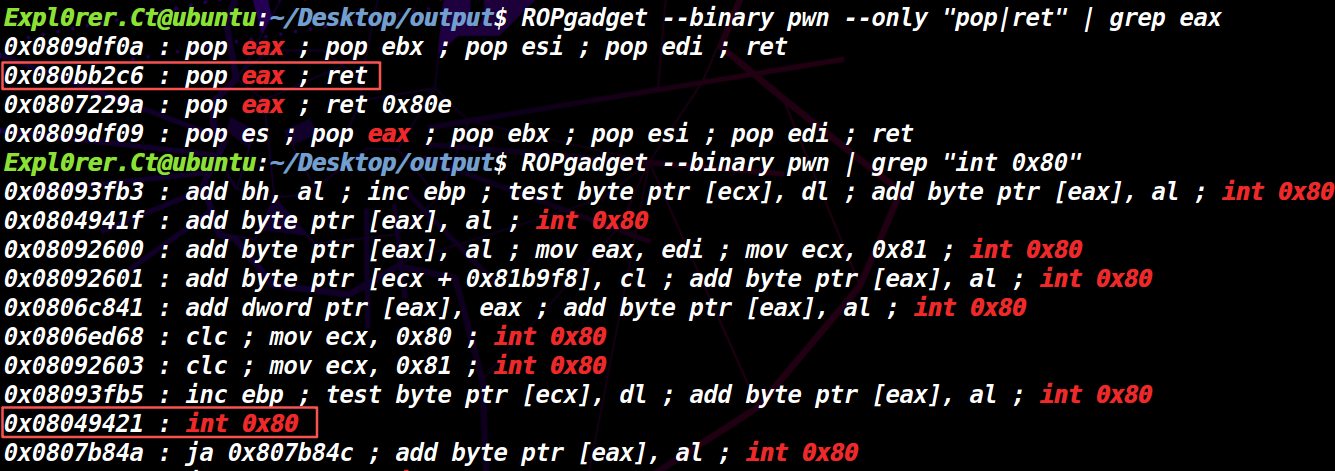 Expl0rer.Ct@ubuntu:~/Desktop/output$ ROPgadget --binary pwn --only "pop|ret" | grep eax
0x0809df0a : pop eax ; pop ebx ; pop esi ; pop edi ; ret
0x080bb2c6 : pop eax ; ret
0x0807229a : pop eax ; ret 0x80e
0x0809df09 : pop es ; pop eax ; pop ebx ; pop esi ; pop edi ; ret
Expl0rer.Ct@ubuntu:~/Desktop/output$ ROPgadget --binary pwn | grep "int 0x80"
0x08093fb3 : add bh, al ; inc ebp ; test byte ptr [ecx], dl ; add byte ptr [eax], al ; int 0x80
0x0804941f : add byte ptr [eax], al ; int 0x80
0x08092600 : add byte ptr [eax], al ; mov eax, edi ; mov ecx, 0x81 ; int 0x80
0x08092601 : add byte ptr [ecx + 0x81b9f8], cl ; add byte ptr [eax], al ; int 0x80
0x0806c841 : add dword ptr [eax], eax ; add byte ptr [eax], al ; int 0x80
0x0806ed68 : clc ; mov ecx, 0x80 ; int 0x80
0x08092603 : clc ; mov ecx, 0x81 ; int 0x80
0x08093fb5 : inc ebp ; test byte ptr [ecx], dl ; add byte ptr [eax], al ; int 0x80
0x08049421 : int 0x80
0x0807b84a : ja 0x807b84c ; add byte ptr [eax], al ; int 0x80